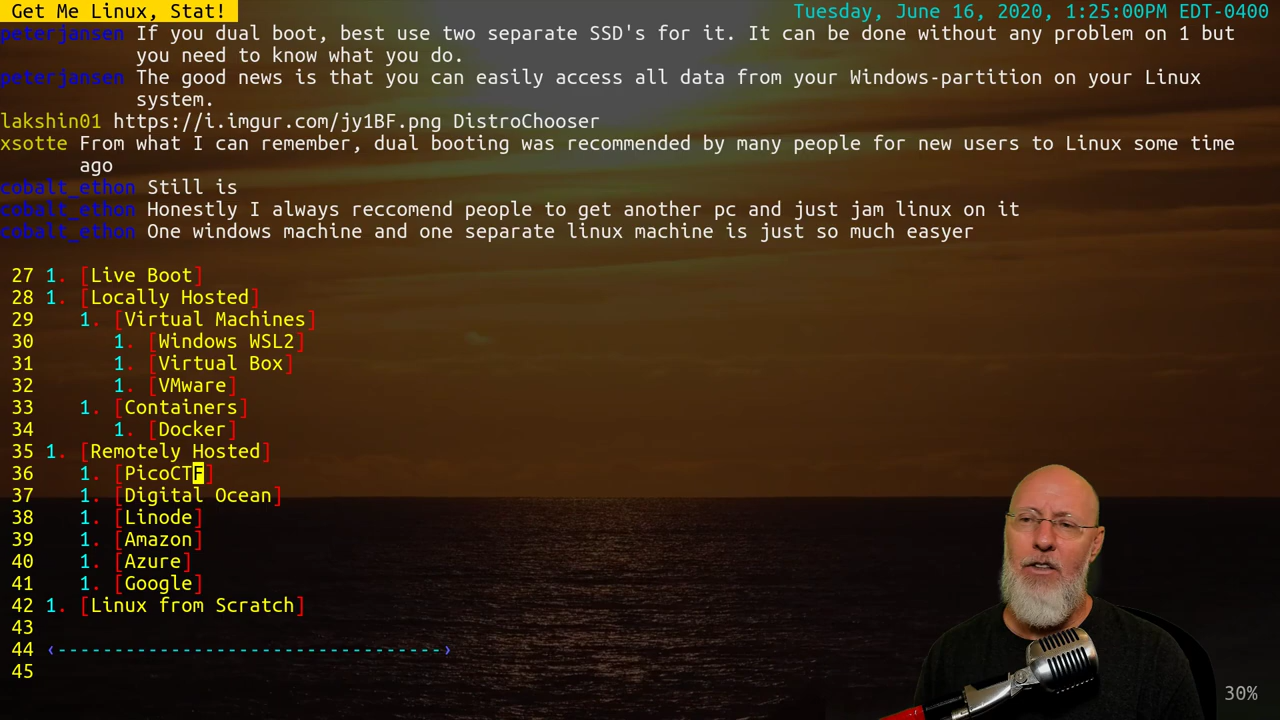 Get Me Linux, Stat!
Tuesday, June 16, 2020, 1:25:00PM EDT-0400
peterjansen If you dual boot, best use two separate SSD's for it. It can be done without any problem on 1 but
you need to know what you do.
peterjansen The good news is that you can easily access all data from your Windows-partition on your Linux
system.
lakshin01 https://i.imgur.com/jy1BF.png DistroChooser
xsotte From what I can remember, dual booting was recommended by many people for new users to Linux some time
ago
cobalt_ethon Still is
cobalt_ethon Honestly I always reccomend people to get another pc and just jam linux on it
cobalt_ethon One windows machine and one separate linux machine is just so much easyer
27 1. [Live Boot]
28 1. [Locally Hosted]
29 1. [Virtual Machines]
30 1. [Windows WSL2]
31 1. [Virtual Box]
32 1. [VMware]
33 1. [Containers]
34 1. [Docker]
35 1. [Remotely Hosted]
36 1. [PicoCTF]
37 1. [Digital Ocean]
38 1. [Linode]
39 1. [Amazon]
40 1. [Azure]
41 1. [Google]
42 1. [Linux from Scratch]
43
44 <---------------------------------->
45
30%